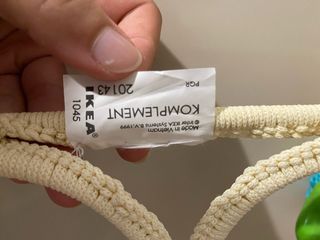 Made in Vietnam
© Inter IKEA Systems B.V. 1999
KOMPLEMENT
PGR
IKEA
20143
1045